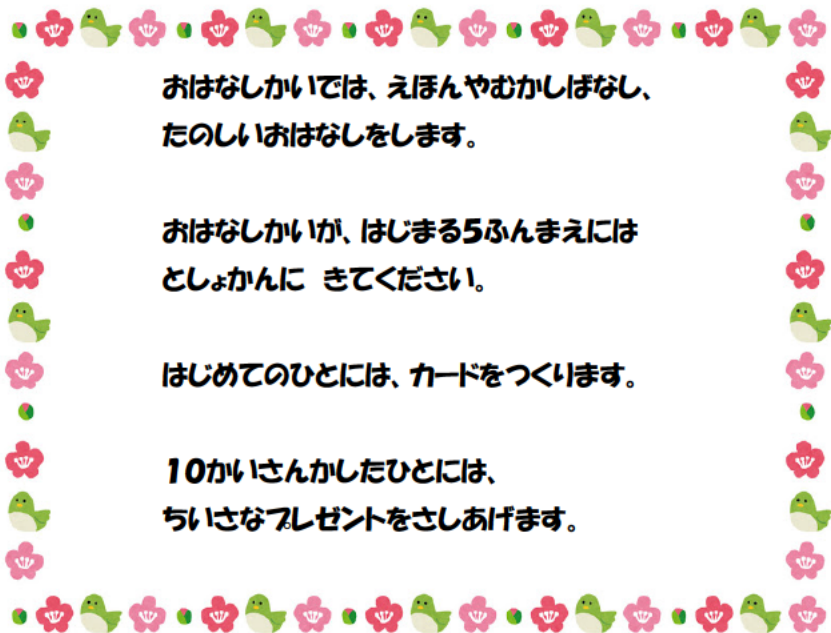 おはなしかいでは、えほんやむかしばなし、
たのしいおはなしをします。
おはなしかいが、はじまる5ふんまえには
としょかんに　きてください。
はじめてのひとには、カードをつくります。
10かいさんかしたひとには、
ちいさなプレゼントをさしあげます。